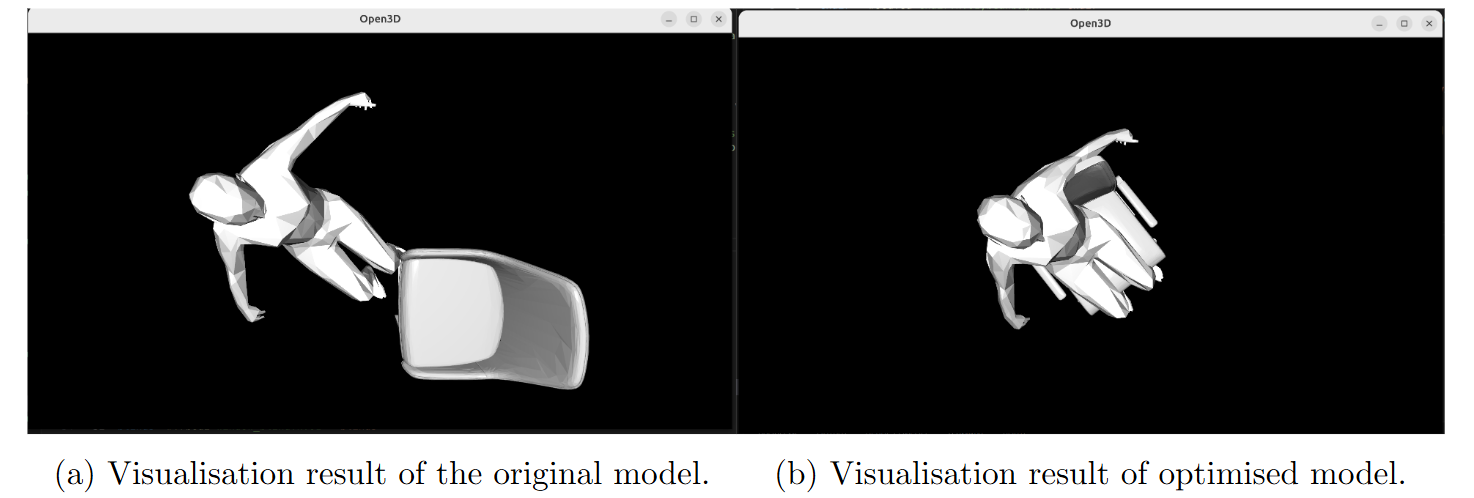 Open3D
Open3D
(a) Visualisation result of the original model.
(b) Visualisation result of optimised model.